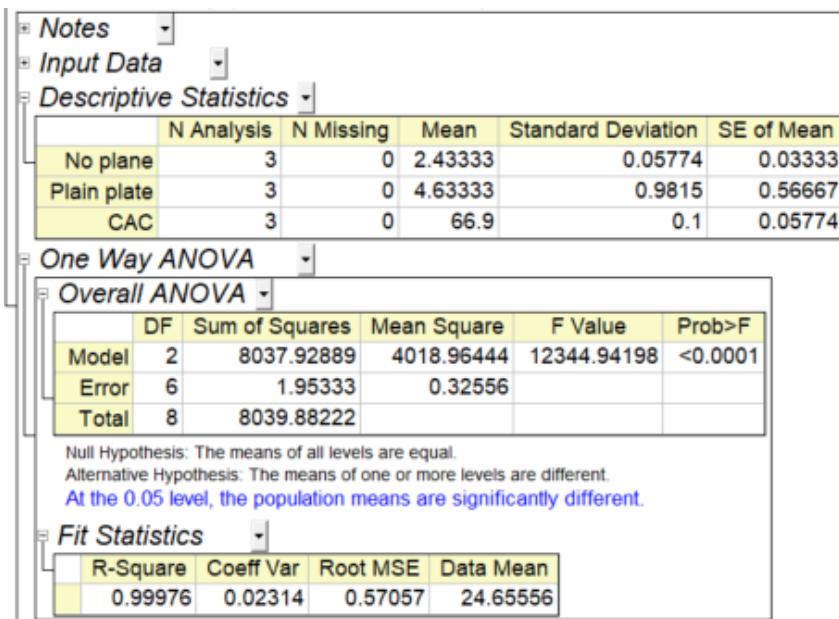 Notes
Input Data
Descriptive Statistics
N Analysis N Missing Mean Standard Deviation SE of Mean
No plane 3 0 2.43333 0.05774 0.03333
Plain plate 3 0 4.63333 0.9815 0.56667
CAC 3 0 66.9 0.1 0.05774
One Way ANOVA
Overall ANOVA
DF Sum of Squares Mean Square F Value Prob>F
Model 2 8037.92889 4018.96444 12344.94198 <0.0001
Error 6 1.95333 0.32556
Total 8 8039.88222
Null Hypothesis: The means of all levels are equal.
Alternative Hypothesis: The means of one or more levels are different.
At the 0.05 level, the population means are significantly different.
Fit Statistics
R-Square Coeff Var Root MSE Data Mean
0.99976 0.02314 0.57057 24.65556